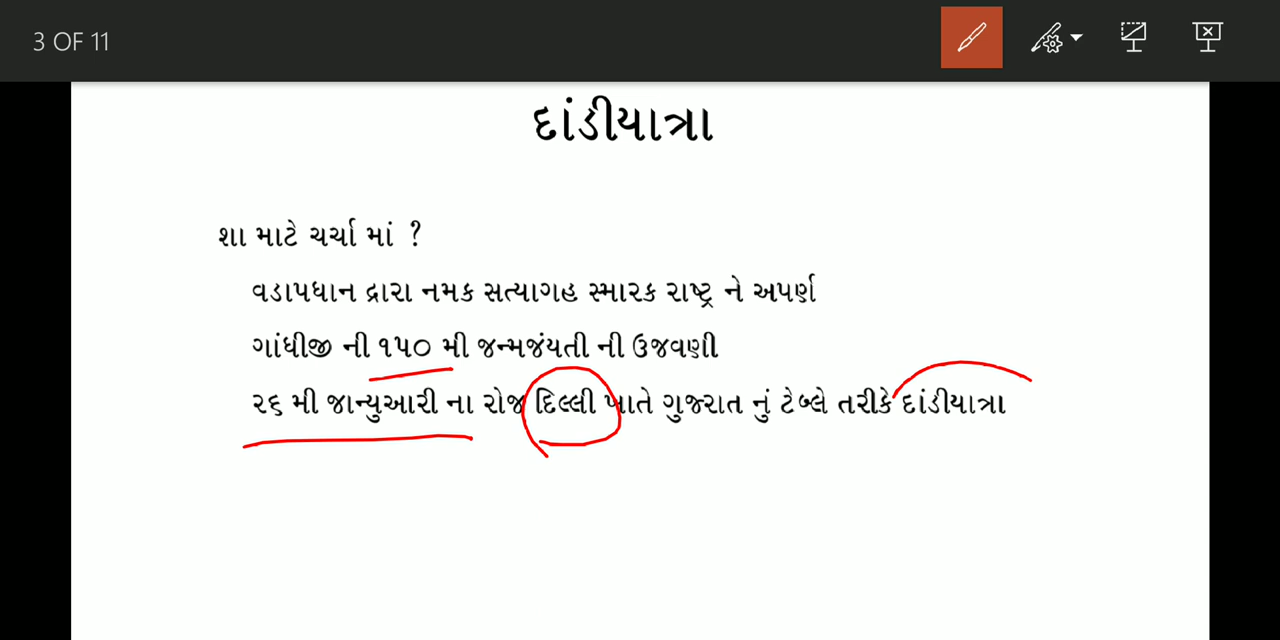 3 OF 11
દાંડીયાત્રા
શા માટે ચર્ચા માં ?
વડાપધાન દ્રારા નમક સત્યાગહ સ્મારક રાષ્ટ્ર ને અપર્ણ
ગાંધીજી ની ૧૫૦ મી જન્મજંયતી ની ઉજવણી
૨૬ મી જાન્યુઆરી ના રોજ દિલ્લી ખાતે ગુજરાત નું ટેબ્લે તરીકે દાંડીયાત્રા